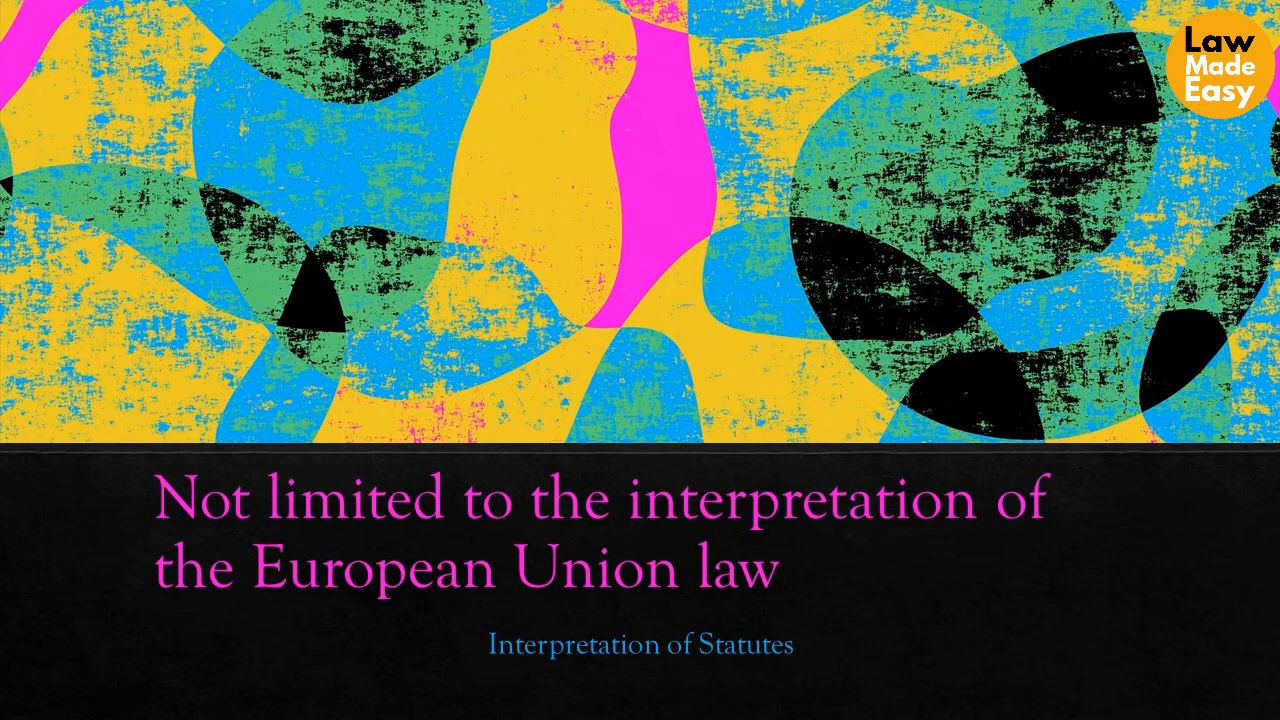 Law
Made
Easy
Not limited to the interpretation of
the European Union law
Interpretation of Statutes